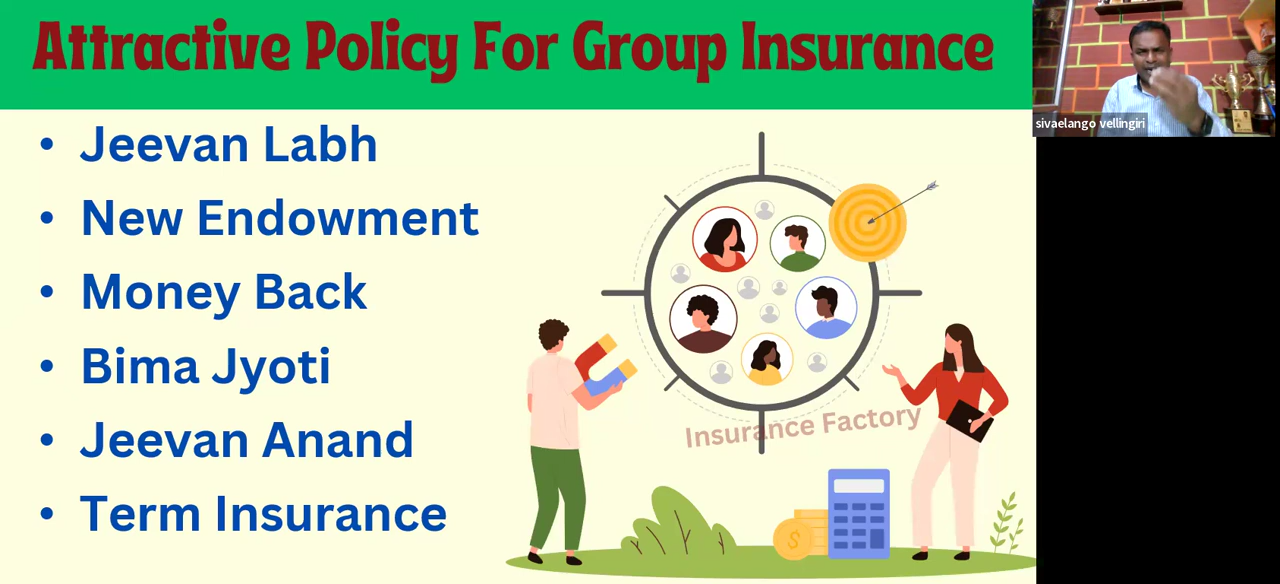 Attractive Policy For Group Insurance
sivaelango vellingiri
• Jeevan Labh
• New Endowment
• Money Back
• Bima Jyoti
• Jeevan Anand
• Term Insurance
Insurance Factory
$